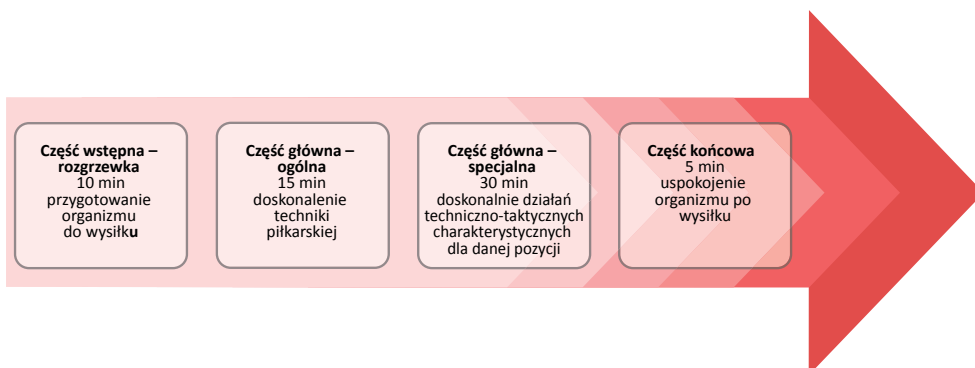 Część wstępna –
rozgrzewka
10 min
przygotowanie
organizmu
do wysiłku
Część główna –
ogólna
15 min
doskonalenie
techniki
piłkarskiej
Część główna –
specjalna
30 min
doskonalnie działań
techniczno-taktycznych
charakterystycznych
dla danej pozycji
Część końcowa
5 min
uspokojenie
organizmu po
wysiłku